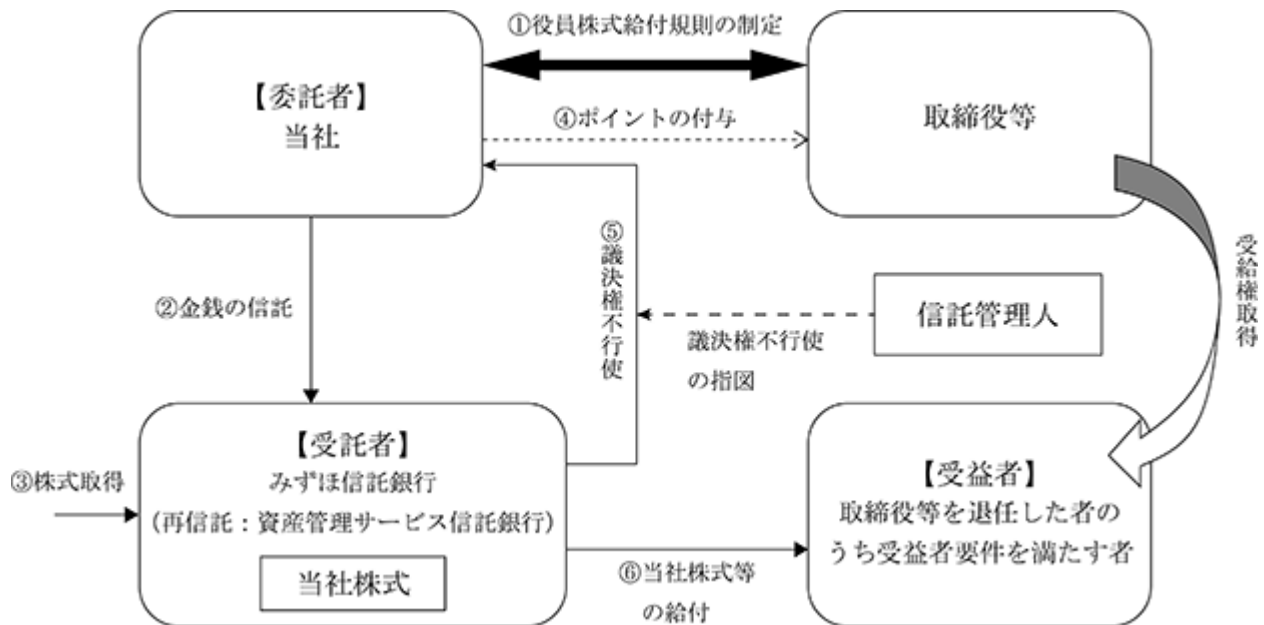 ①役員株式給付規則の制定
【委託者】
当社
④ポイントの付与
取締役等
⑤議決権不行使
受給権取得
②金銭の信託
信託管理人
議決権不行使
の指図
【受託者】
みずほ信託銀行
(再信託：資産管理サービス信託銀行)
当社株式
③株式取得
【受益者】
取締役等を退任した者の
うち受益者要件を満たす者
⑥当社株式等
の給付